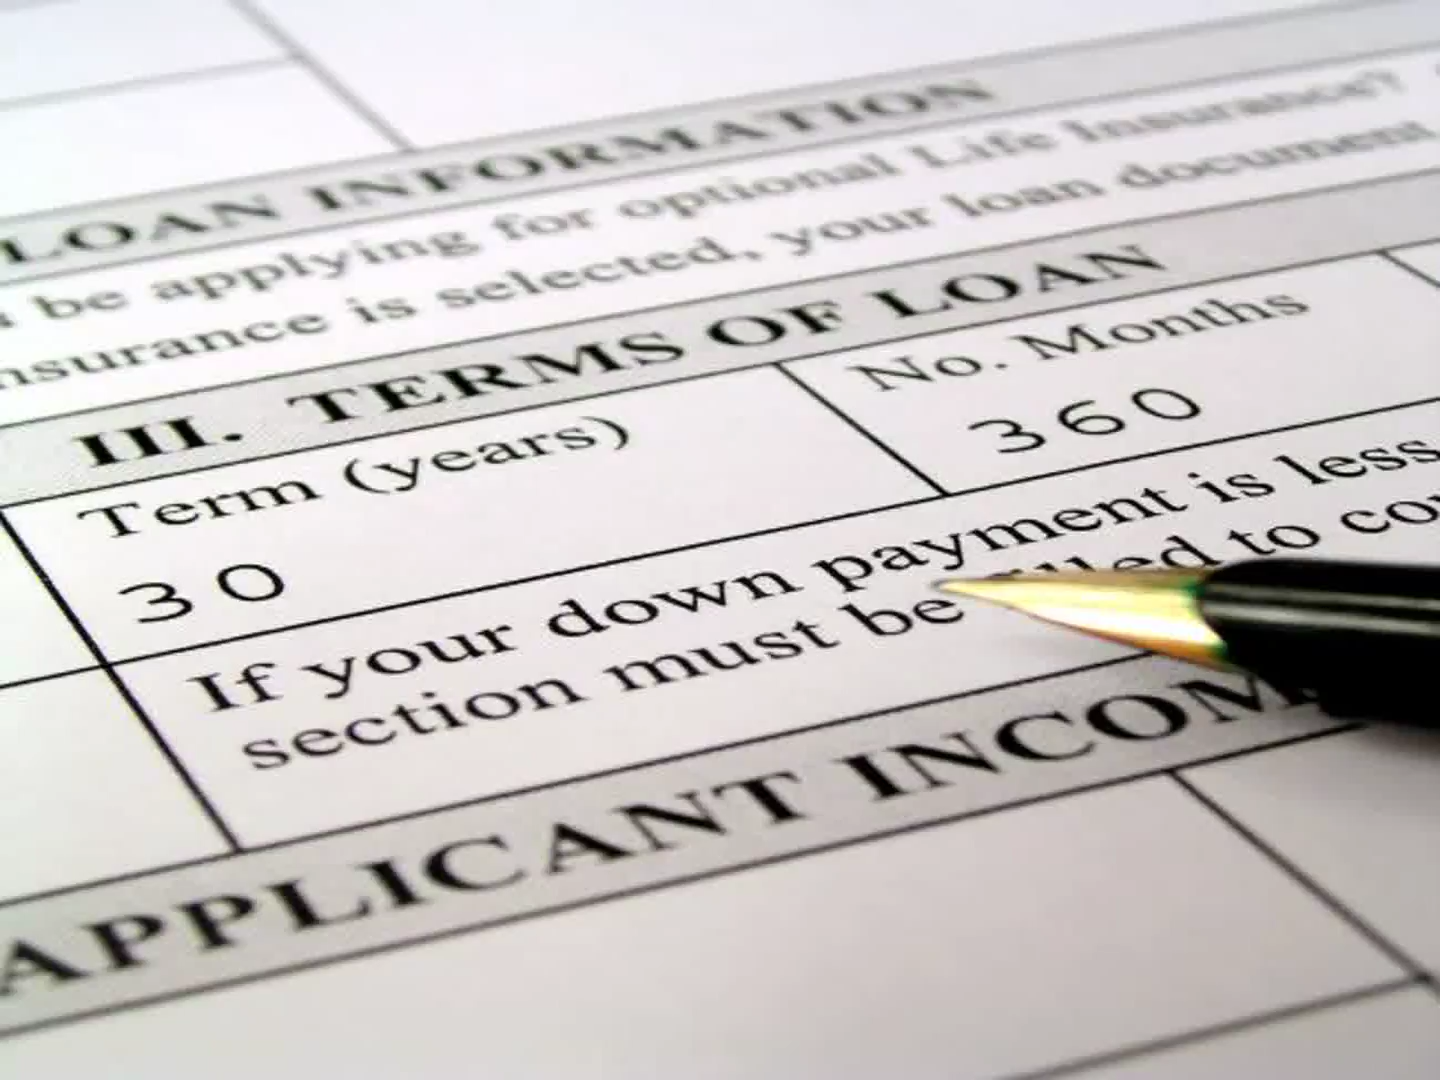 LOAN INFORMATION
be applying for optional Life Insurance?
nsurance is selected, your loan document
III. TERMS OF LOAN
Term (years)
30
No. Months
360
If your down payment is less
section must be to
APPLICANT INCOM